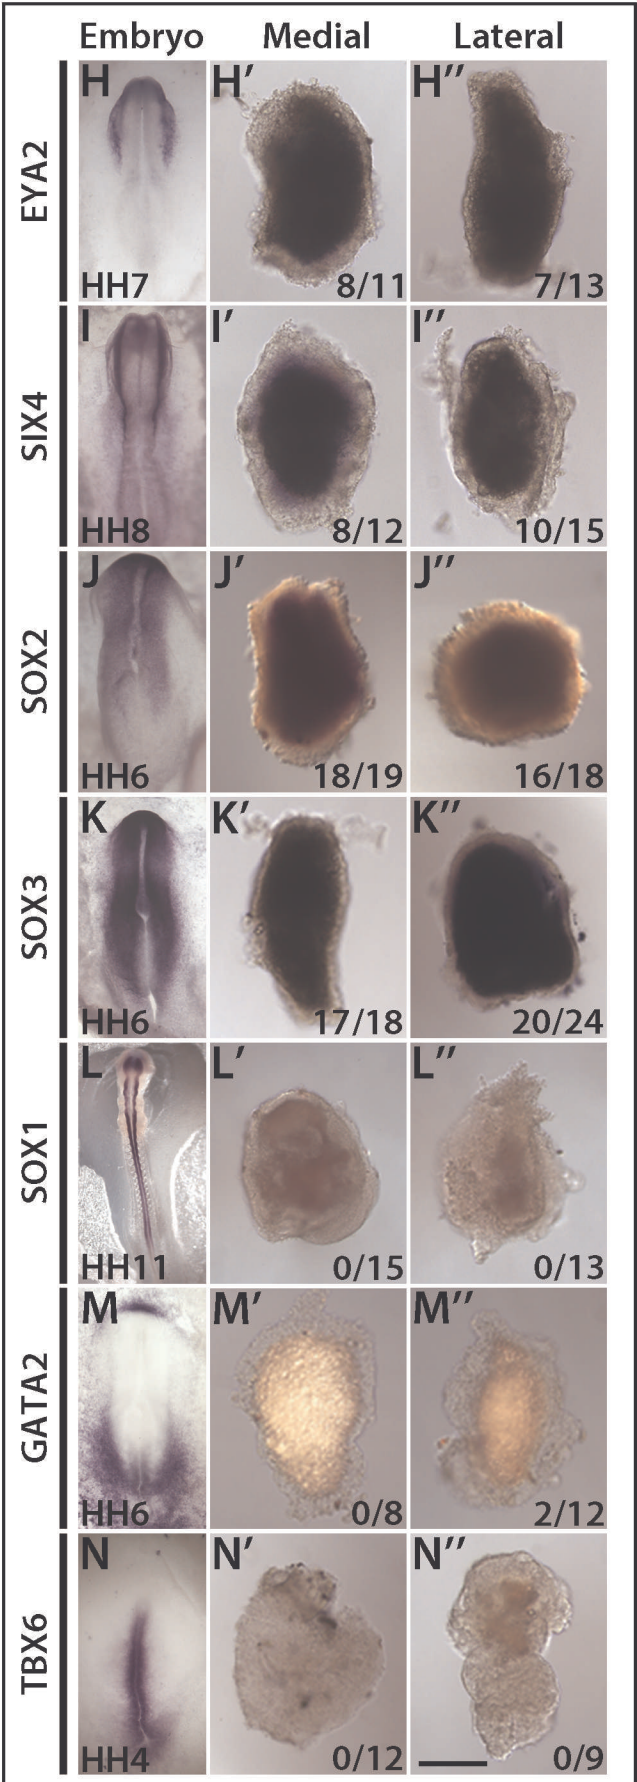 Embryo Medial Lateral
EYA2
H H′ H″
HH7 8/11 7/13
SIX4
I I′ I″
HH8 8/12 10/15
SOX2
J J′ J″
HH6 18/19 16/18
SOX3
K K′ K″
HH6 17/18 20/24
SOX1
L L′ L″
HH11 0/15 0/13
GATA2
M M′ M″
HH6 0/8 2/12
TBX6
N N′ N″
HH4 0/12 0/9